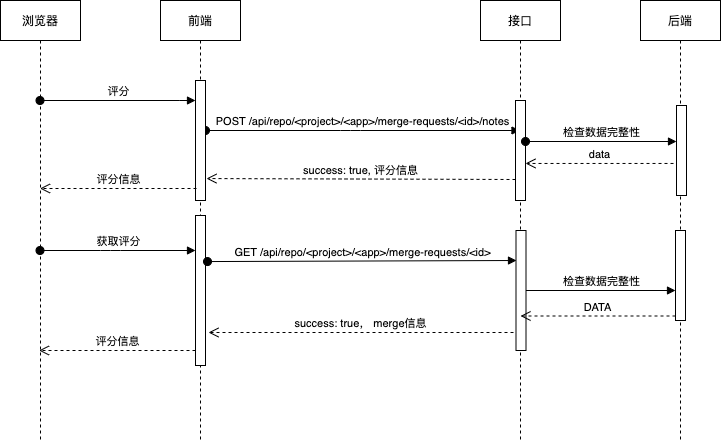 浏览器
前端
接口
后端
评分
POST /api/repo/<project>/<app>/merge-requests/<id>/notes
检查数据完整性
data
success: true, 评分信息
评分信息
获取评分
GET /api/repo/<project>/<app>/merge-requests/<id>
检查数据完整性
DATA
success: true， merge信息
评分信息